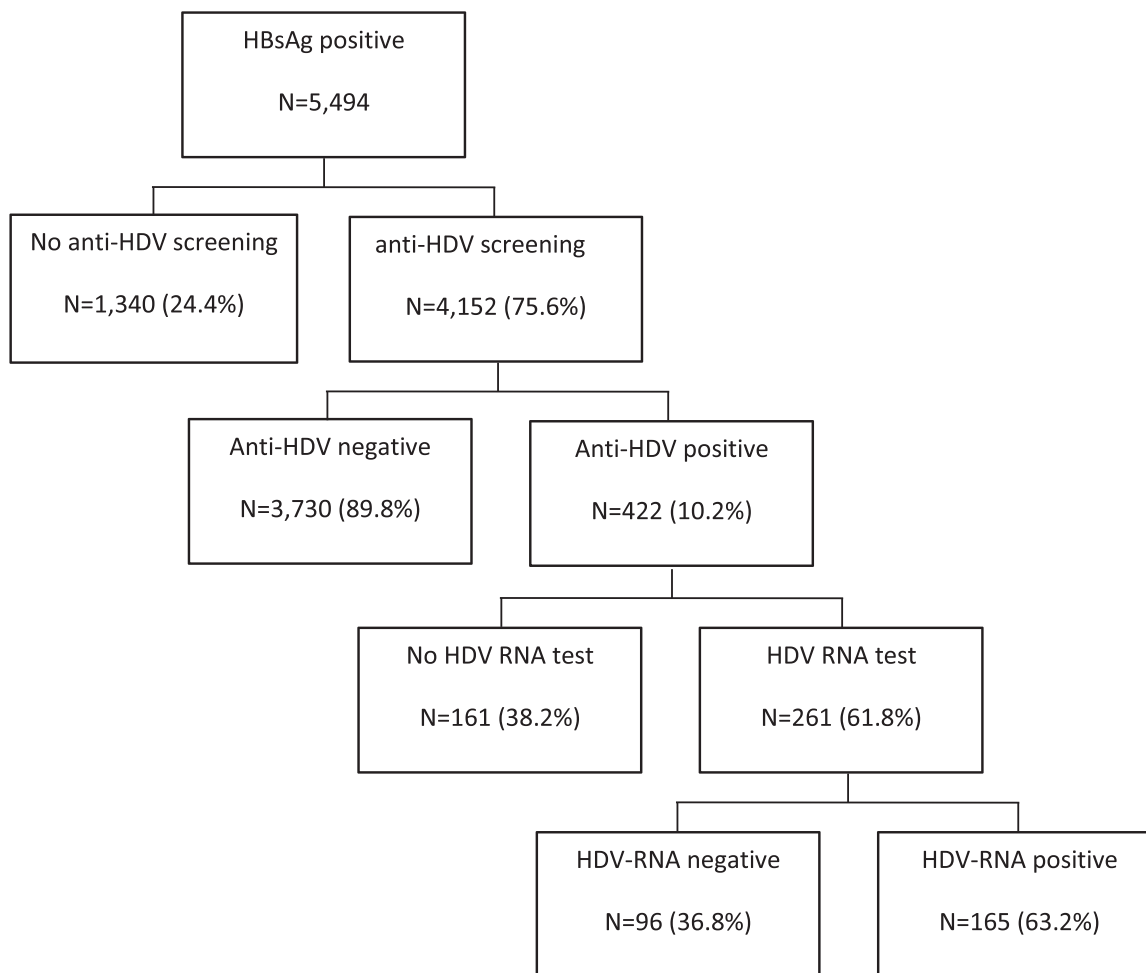 HBsAg positive
N=5,494
No anti-HDV screening
N=1,340 (24.4%)
anti-HDV screening
N=4,152 (75.6%)
Anti-HDV negative
N=3,730 (89.8%)
Anti-HDV positive
N=422 (10.2%)
No HDV RNA test
N=161 (38.2%)
HDV RNA test
N=261 (61.8%)
HDV-RNA negative
N=96 (36.8%)
HDV-RNA positive
N=165 (63.2%)